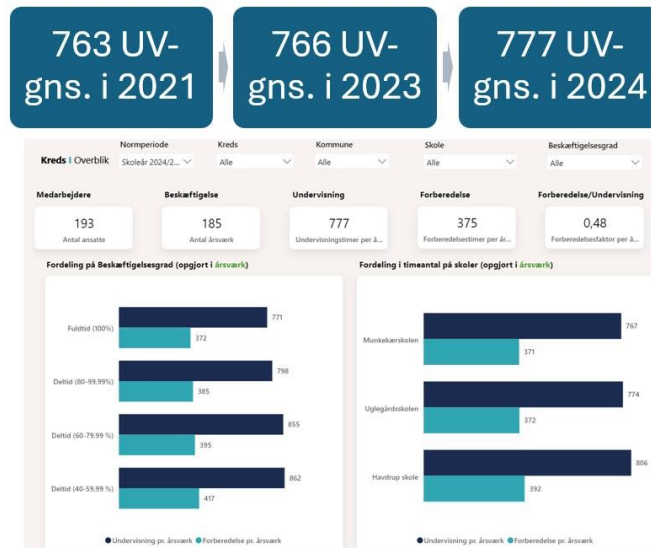 763 UV-
gns. i 2021
766 UV-
gns. i 2023
777 UV-
gns. i 2024
Kreds I Overblik
Normperiode
Skoleår 2024/2...
Kreds
Alle
Kommune
Alle
Skole
Alle
Beskæftigelsesgrad
Alle
Medarbejdere
193
Antal ansatte
Beskæftigelse
185
Antal årsværk
Undervisning
777
Undervisningstimer per å...
Forberedelse
375
Forberedelsestimer per år...
Forberedelse/Undervisning
0,48
Forberedelsesfaktor per å...
Fordeling på Beskæftigelsesgrad (opgjort i årsværk)
Fuldtid (100%)
771
372
Deltid (80-99.99%)
798
385
Deltid (60-79,99 %)
855
395
Deltid (40-59,99 %)
862
417
Undervisning pr. årsværk Forberedelse pr. årsværk
Fordeling i timeantal på skoler (opgjort i årsværk)
Munkekærskolen
767
371
Uglegårdsskolen
774
372
Havdrup skole
806
392
Undervisning pr. årsværk Forberedelse pr. årsværk